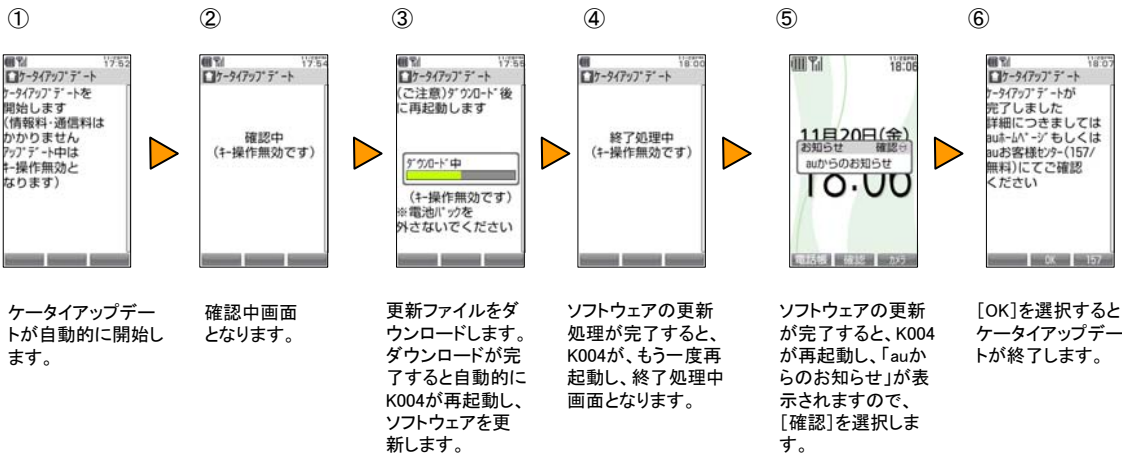 ①
17:52
ケータイアップデート
ケータイアップデートを
開始します
(情報料・通信料は
かかりません
アップデート中は
キー操作無効と
なります)
ケータイアップデー
トが自動的に開始し
ます。
②
17:54
ケータイアップデート
確認中
(キー操作無効です)
確認中画面
となります。
③
17:55
ケータイアップデート
(ご注意)ダウンロード後
に再起動します
ダウンロード中
(キー操作無効です)
※電池パックを
外さないでください
更新ファイルをダ
ウンロードします。
ダウンロードが完
了すると自動的に
K004が再起動し、
ソフトウェアを更
新します。
④
18:00
ケータイアップデート
終了処理中
(キー操作無効です)
ソフトウェアの更新
処理が完了すると、
K004が、もう一度再
起動し、終了処理中
画面となります。
⑤
18:06
11月20日(金)
お知らせ 確認
auからのお知らせ
18:06
電話帳 確認 カメラ
ソフトウェアの更新
が完了すると、K004
が再起動し、「auか
らのお知らせ」が表
示されますので、
[確認]を選択しま
す。
⑥
18:07
ケータイアップデート
ケータイアップデートが
完了しました
詳細につきましては
auホームページもしくは
auお客様センター(157/
無料)にてご確認
ください
OK 157
[OK]を選択すると
ケータイアップデー
トが終了します。